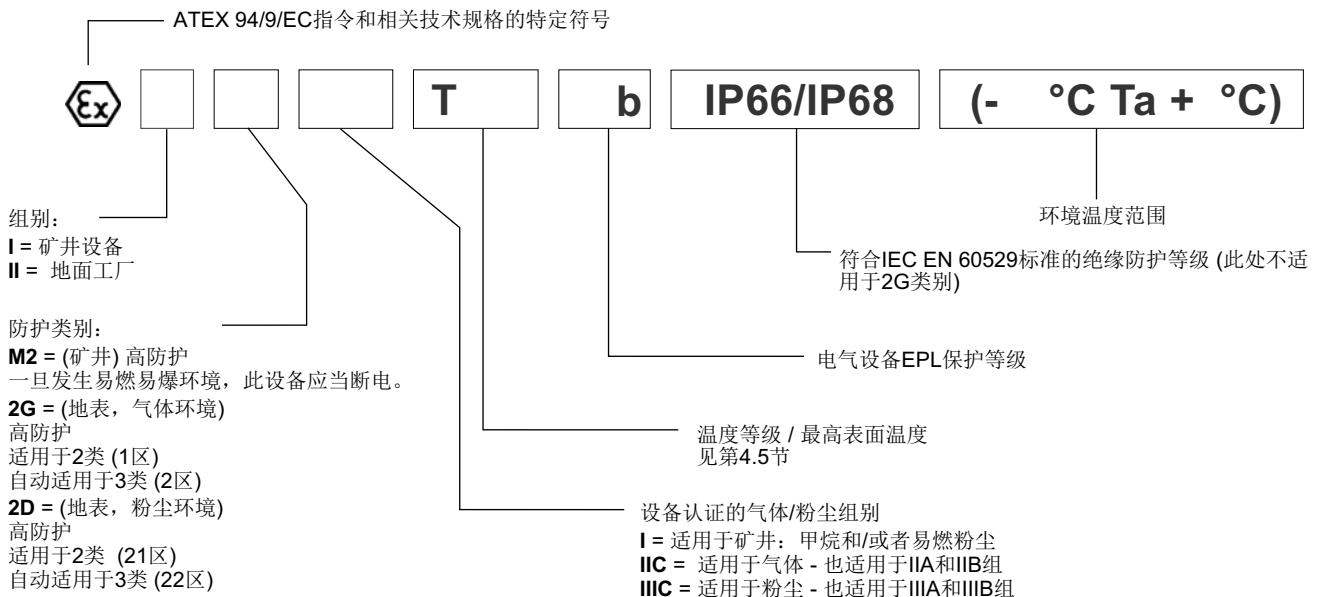 ATEX 94/9/EC指令和相关技术规格的特定符号
Ex T b IP66/IP68 (- °C Ta + °C)
组别:
I = 矿井设备
II = 地面工厂
环境温度范围
符合IEC EN 60529标准的绝缘防护等级 (此处不适
用于2G类别)
防护类别:
M2 = (矿井) 高防护
一旦发生易燃易爆环境，此设备应当断电。
2G = (地表，气体环境)
高防护
适用于2类 (1区)
自动适用于3类 (2区)
2D = (地表，粉尘环境)
高防护
适用于2类 (21区)
自动适用于3类 (22区)
电气设备EPL保护等级
温度等级 / 最高表面温度
见第4.5节
设备认证的气体/粉尘组别
I = 适用于矿井：甲烷和/或者易燃粉尘
IIC = 适用于气体 - 也适用于IIA和IIB组
IIIC = 适用于粉尘 - 也适用于IIIA和IIIB组